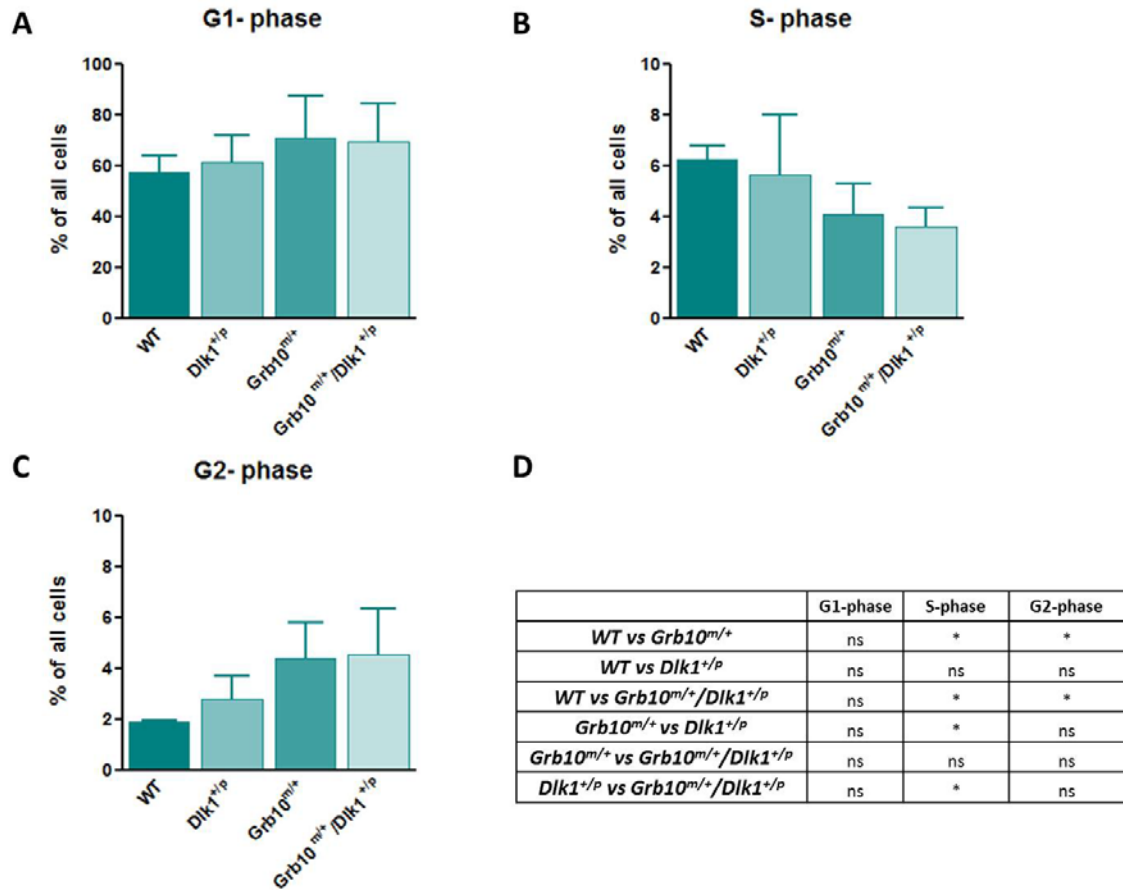 A
G1- phase
% of all cells
100
80
60
40
20
0
WT
Dlk1+/p
Grb10m/+
Grb10 m/+/Dlk1+/p
B
S- phase
% of all cells
10
8
6
4
2
0
WT
Dlk1+/p
Grb10m/+
Grb10 m/+/Dlk1+/p
C
G2- phase
% of all cells
10
8
6
4
2
0
WT
Dlk1+/p
Grb10m/+
Grb10 m/+/Dlk1+/p
D
G1-phase S-phase G2-phase
WT vs Grb10m/+ ns * *
WT vs Dlk1+/p ns ns ns
WT vs Grb10m/+/Dlk1+/p ns * *
Grb10m/+ vs Dlk1+/p ns * ns
Grb10m/+ vs Grb10m/+/Dlk1+/p ns ns ns
Dlk1+/p vs Grb10m/+/Dlk1+/p ns * ns